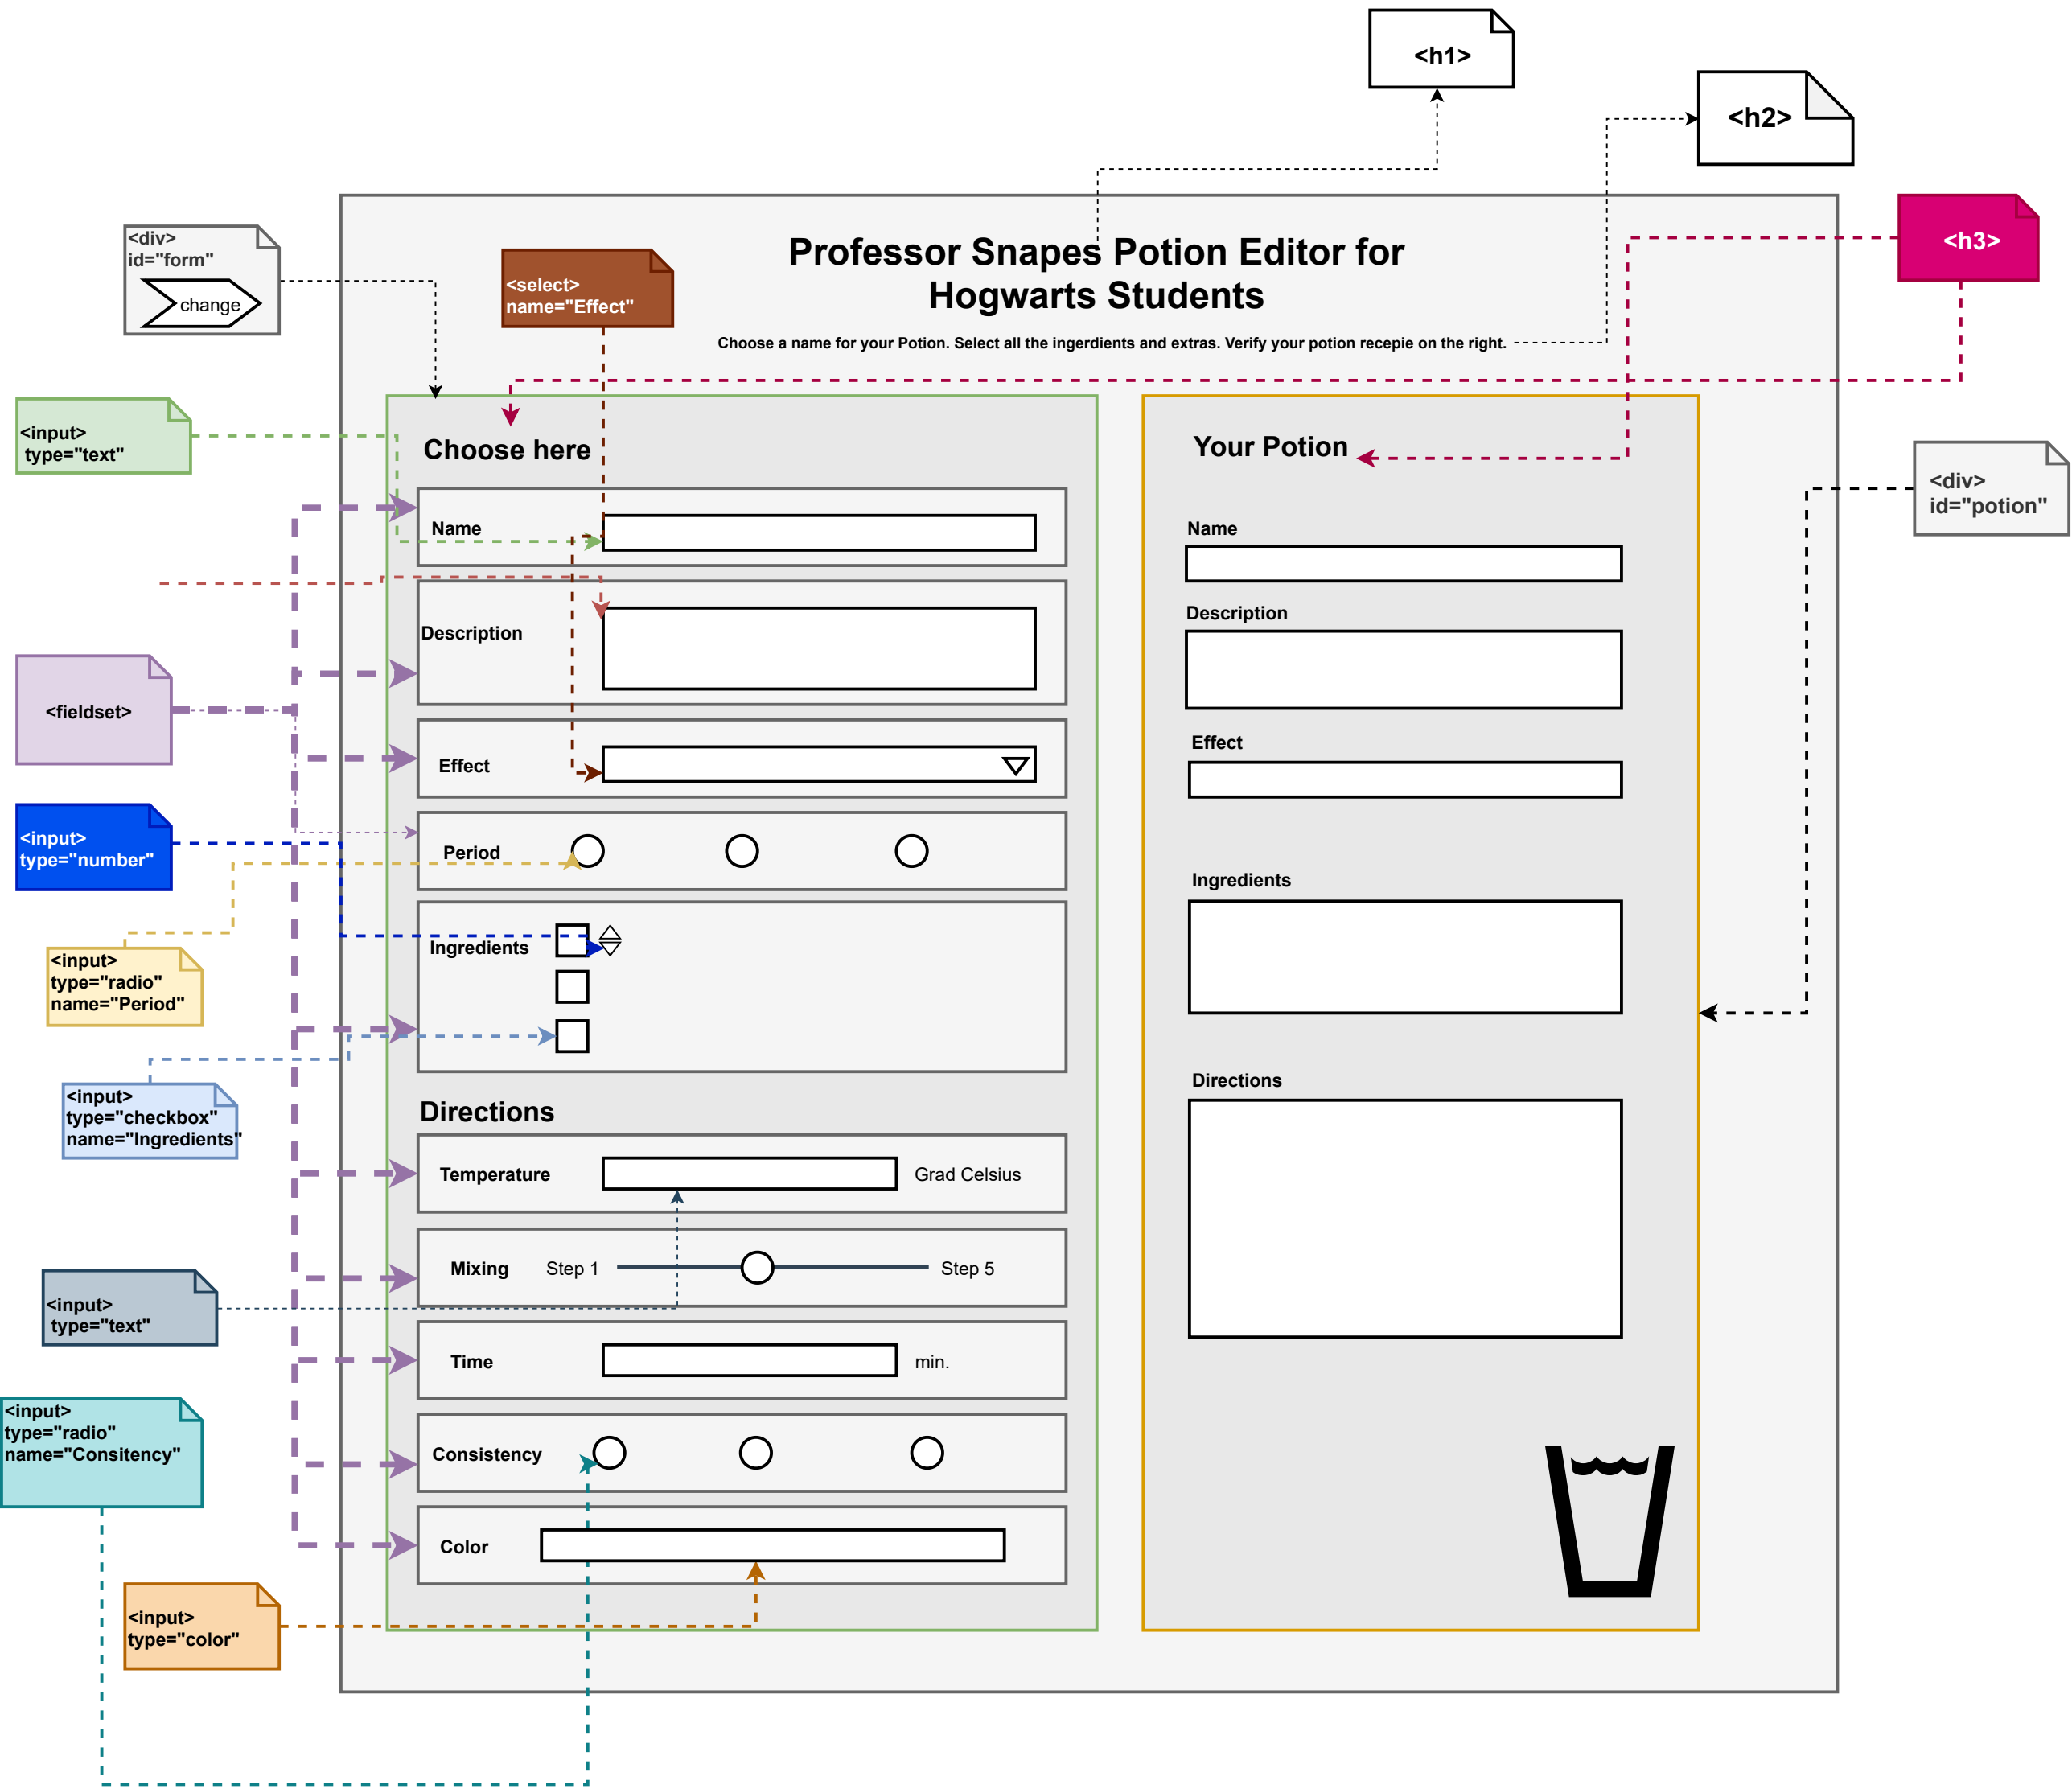 <h1>
<h2>
<h3>
<div>
id="form"
change
<select>
name="Effect"
Professor Snapes Potion Editor for
Hogwarts Students
Choose a name for your Potion. Select all the ingerdients and extras. Verify your potion recepie on the right.
<input>
type="text"
<fieldset>
<input>
type="number"
<input>
type="radio"
name="Period"
<input>
type="checkbox"
name="Ingredients"
<input>
type="text"
<input>
type="radio"
name="Consitency"
<input>
type="color"
Choose here
Name
Description
Effect
Period
Ingredients
Directions
Temperature
Grad Celsius
Mixing
Step 1
Step 5
Time
min.
Consistency
Color
Your Potion
Name
Description
Effect
Ingredients
Directions
<div>
id="potion"